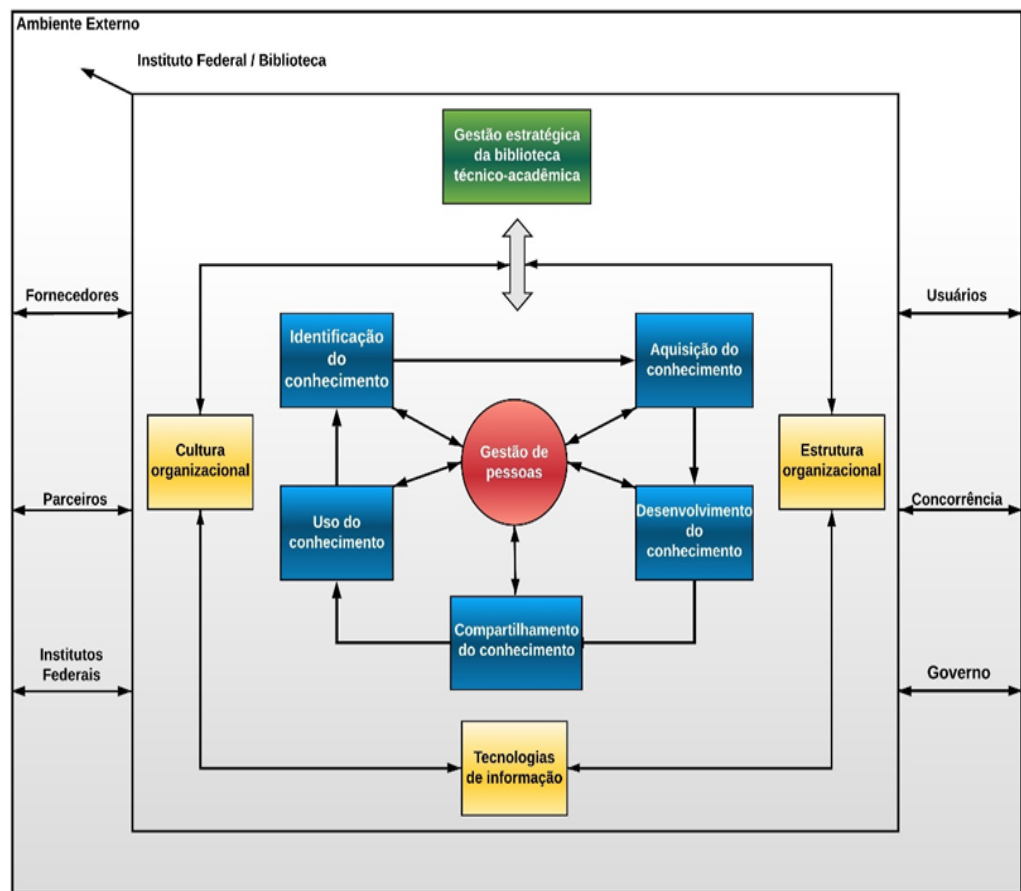 Ambiente Externo
Instituto Federal / Biblioteca
Gestão estratégica
da biblioteca
técnico-acadêmica
Fornecedores
Usuários
Identificação
do
conhecimento
Aquisição do
conhecimento
Cultura
organizacional
Gestão de
pessoas
Estrutura
organizacional
Parceiros
Concorrência
Uso do
conhecimento
Desenvolvimento
do
conhecimento
Compartilhamento
do conhecimento
Institutos
Federais
Governo
Tecnologias
de informação